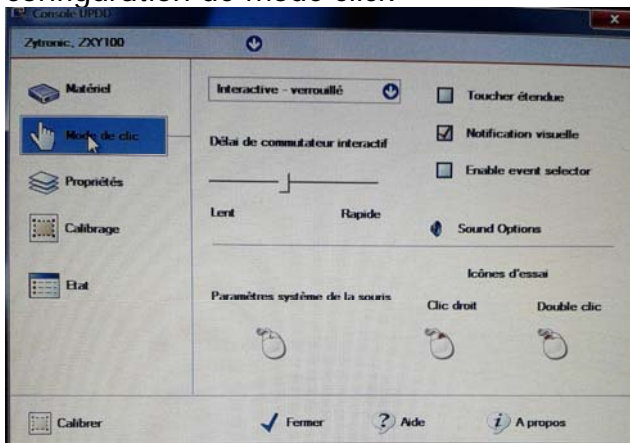 configuration du mode click
Console UPDD
Zytronic, ZXY100
Matériel
Mode de clic
Propriétés
Calibrage
Etat
Interactive - verrouillé
Délai de commutateur interactif
Lent Rapide
Toucher étendue
Notification visuelle
Enable event selector
Sound Options
Paramètres système de la souris
Icônes d'essai
Clic droit Double clic
Calibrer
Fermer
Aide
A propos